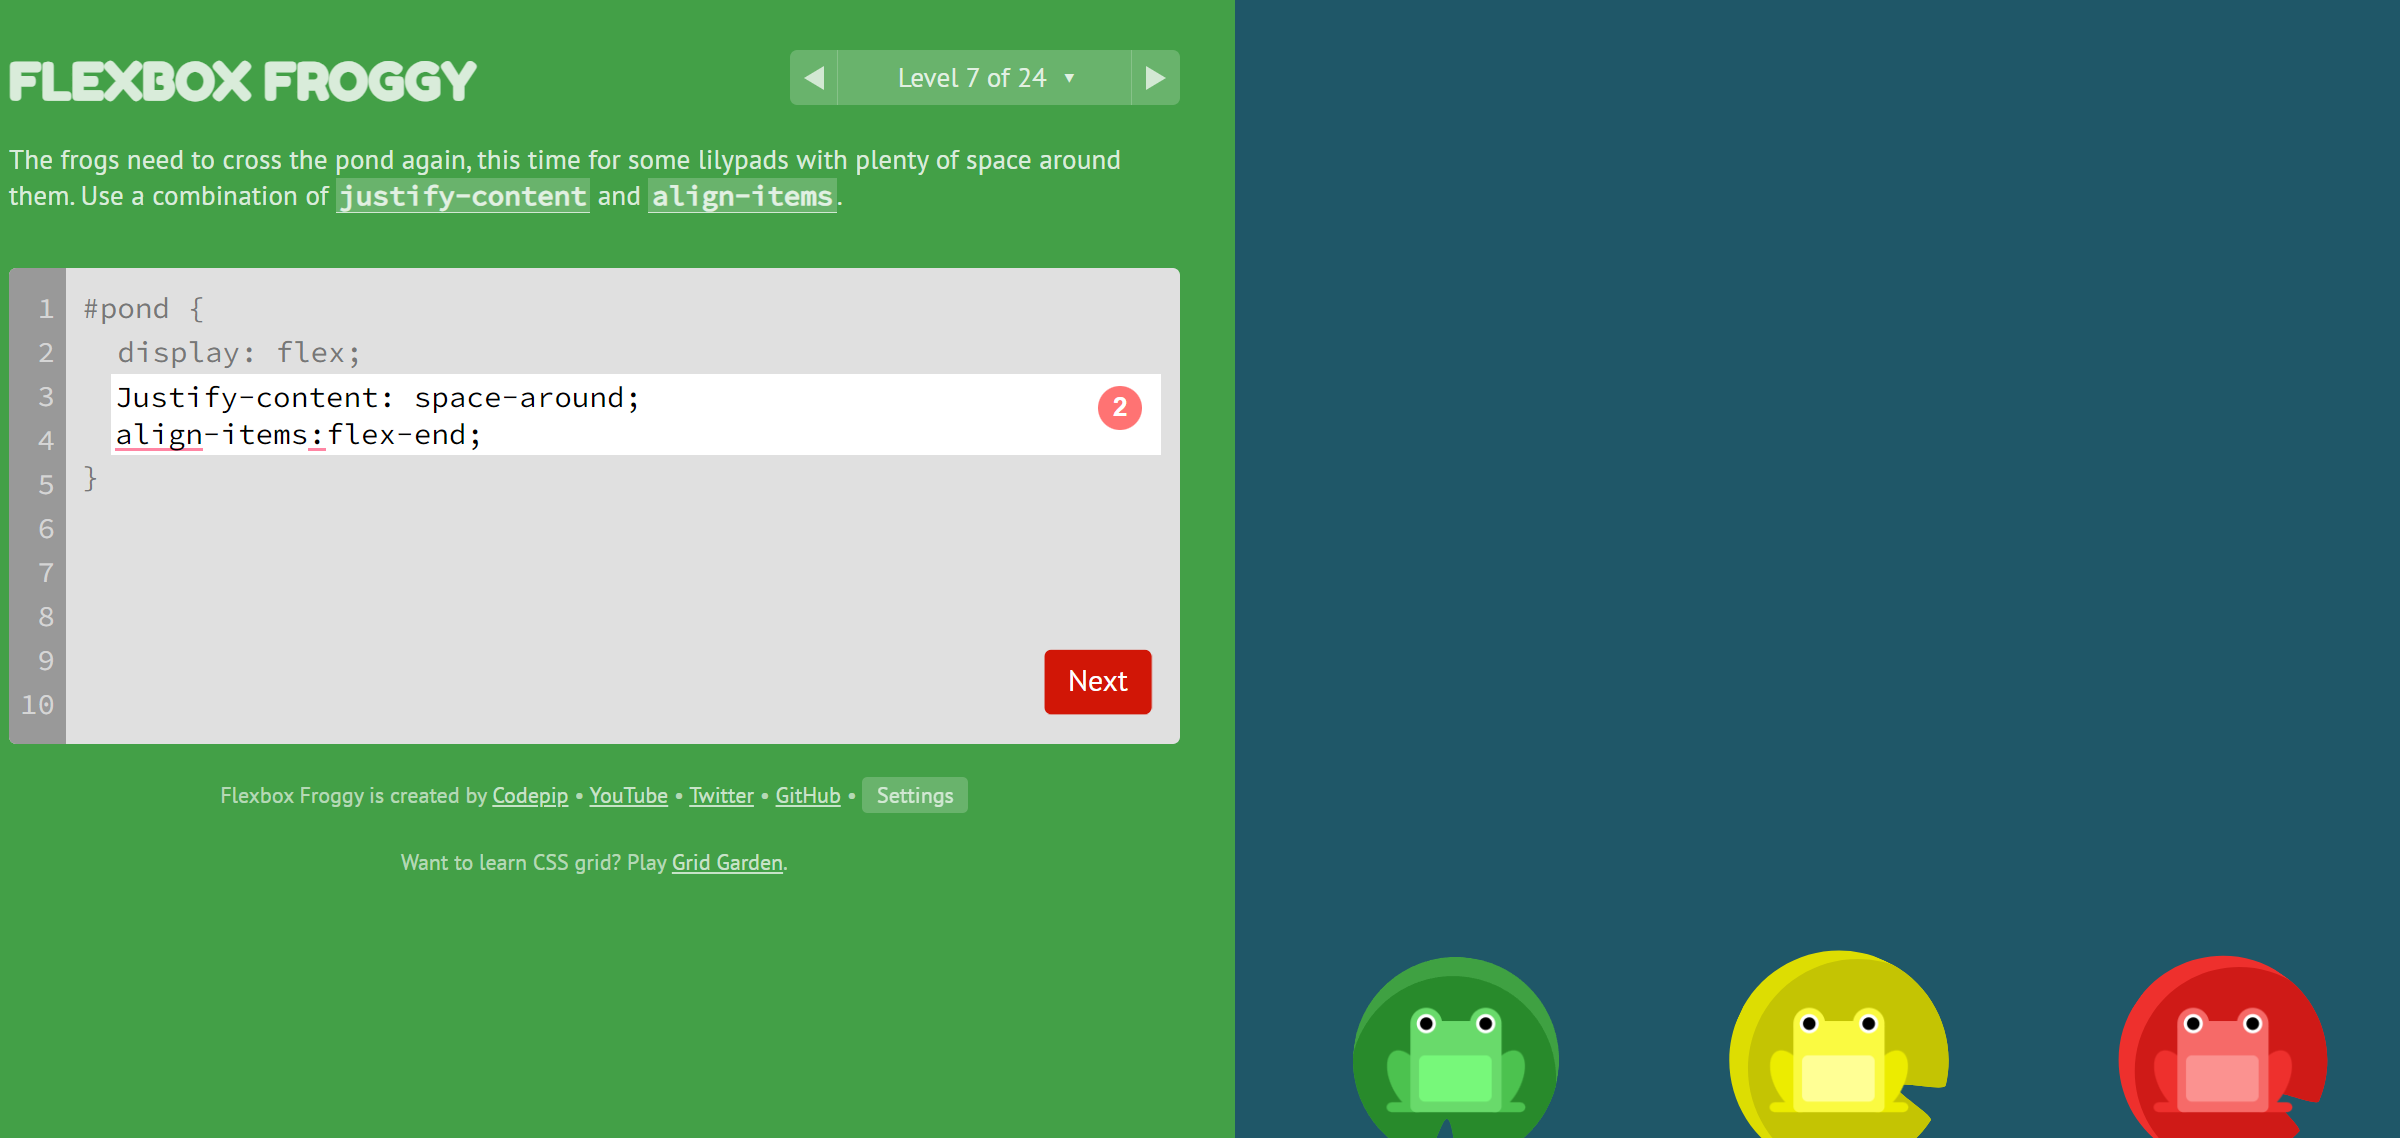 FLEXBOX FROGGY
Level 7 of 24 ▼
The frogs need to cross the pond again, this time for some lilypads with plenty of space around
them. Use a combination of justify-content and align-items.
1 #pond {
2 display: flex;
3 Justify-content: space-around;
2
4 align-items:flex-end;
5 }
6
7
8
9
10
Next
Flexbox Froggy is created by Codepip • YouTube • Twitter • GitHub • Settings
Want to learn CSS grid? Play Grid Garden.